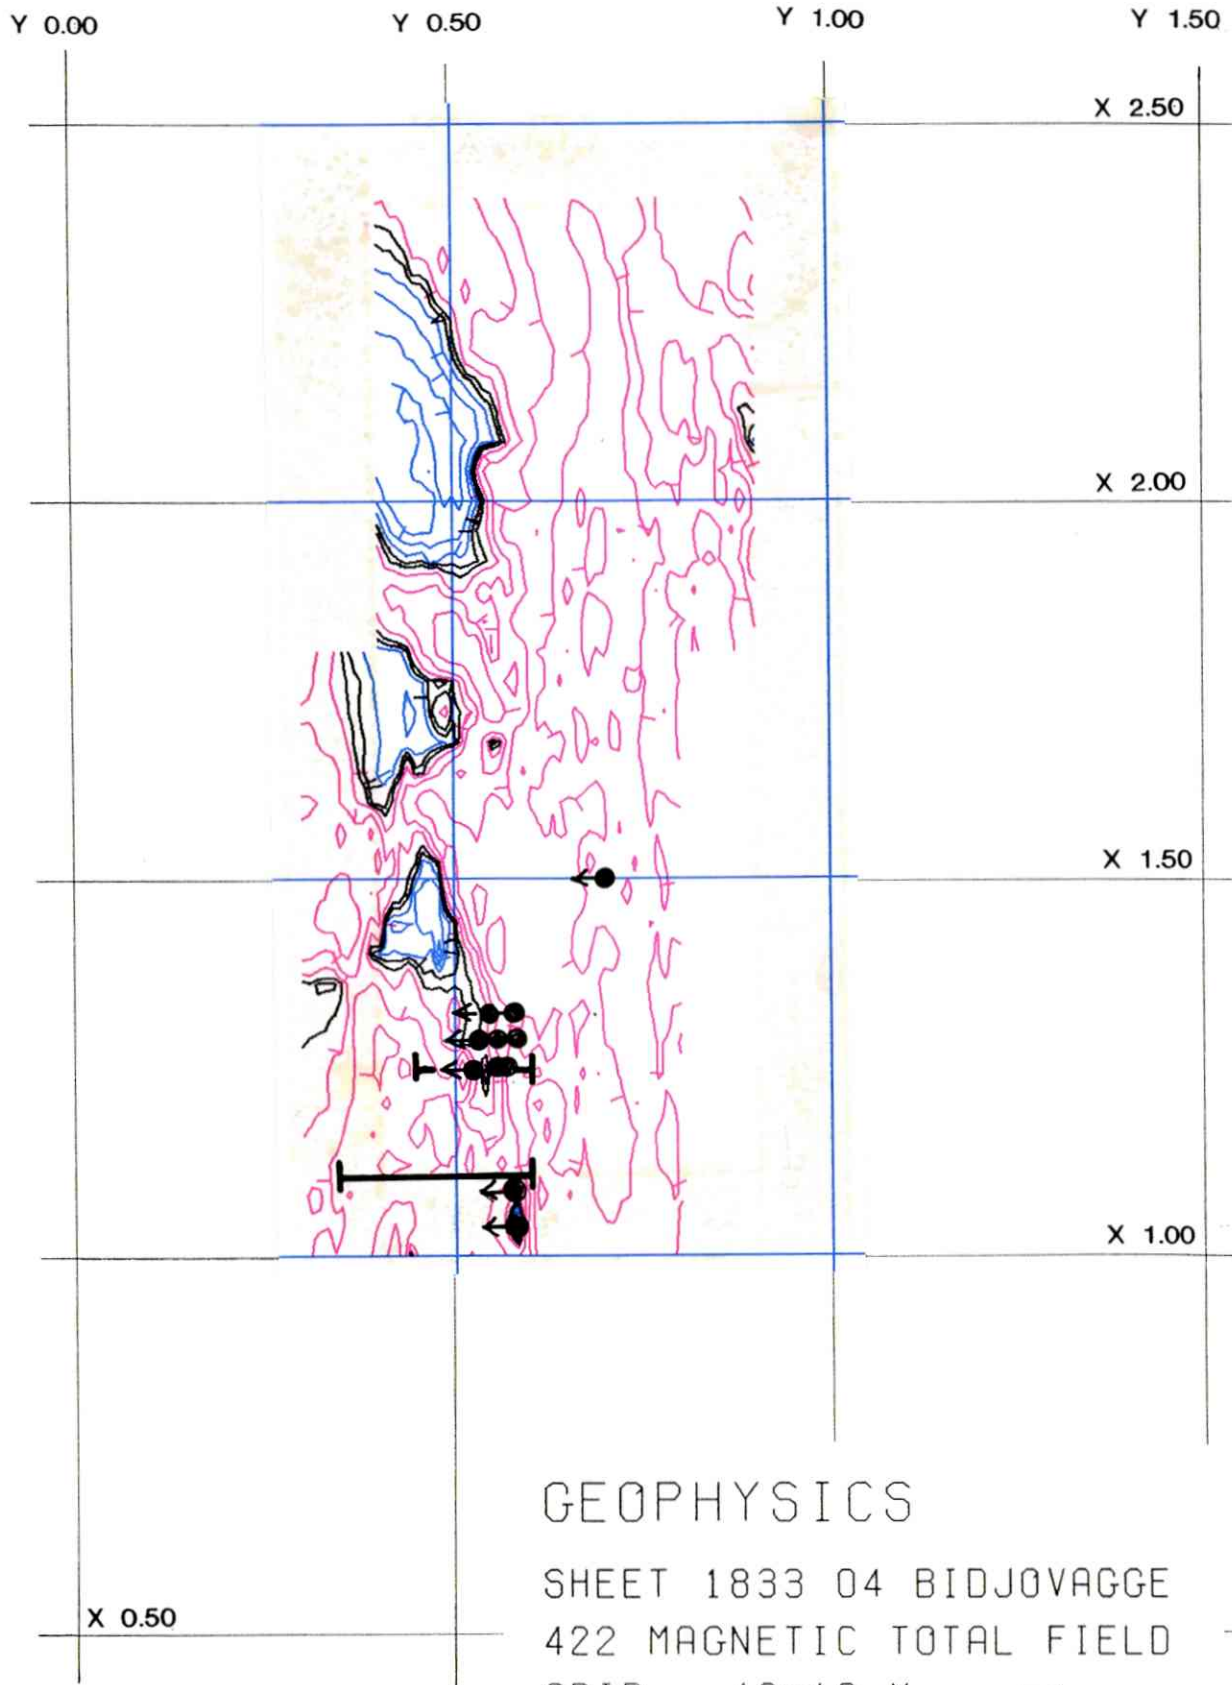 Y 0.00 Y 0.50 Y 1.00 Y 1.50
X 2.50
X 2.00
X 1.50
X 1.00
GEOPHYSICS
SHEET 1833 04 BIDJOVAGGE
X 0.50
422 MAGNETIC TOTAL FIELD